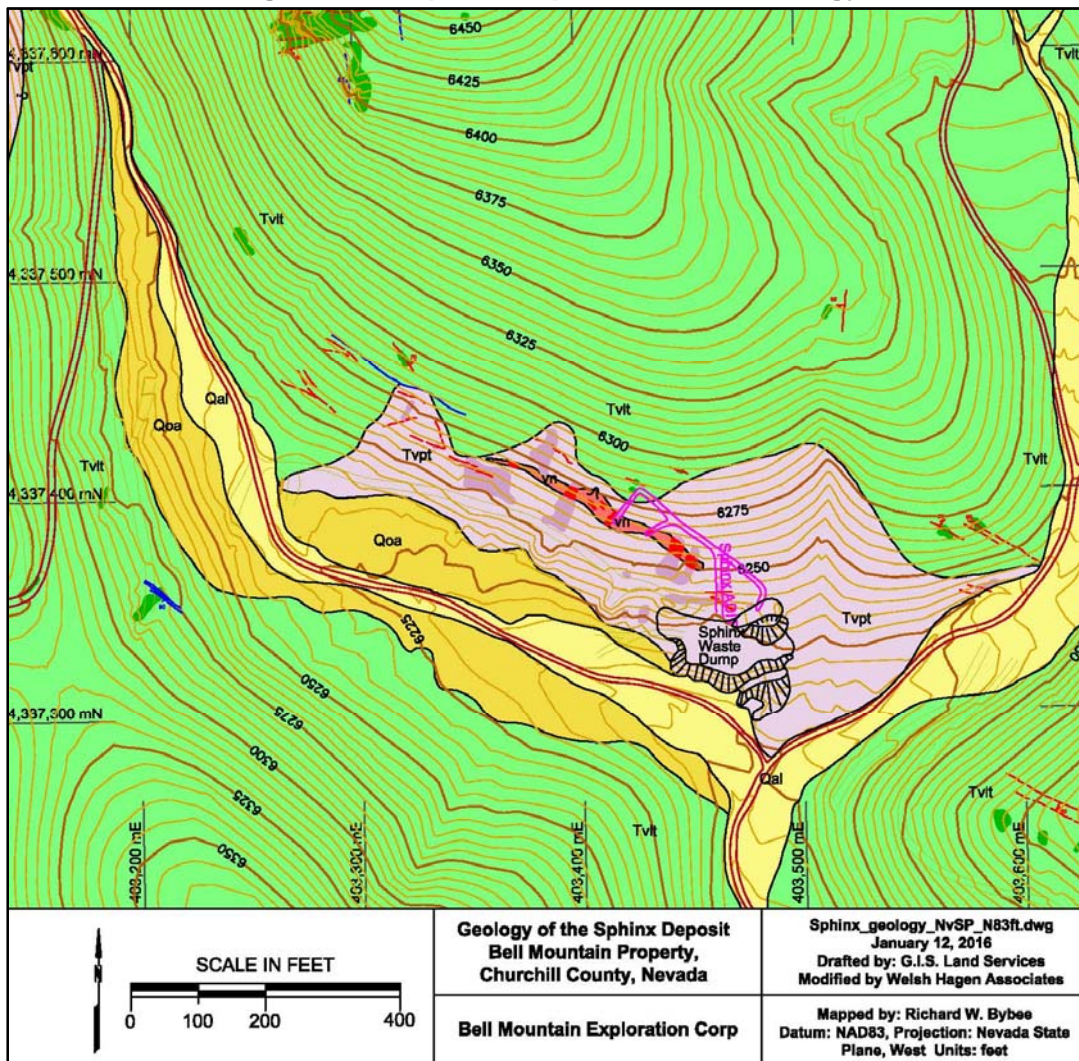 6450
4,337,600 mN
Tvpt
6425
Tvlt
6400
6375
Tvlt
6350
4,337,500 mN
6325
Qal
Qoa
Tvlt
6300
Tvpt
Tvlt
Tvlt
vn
4,337,400 mN
6275
vn
Qoa
Sphinx Adit
6250
6225
Sphinx
Waste
Dump
Tvpt
6250
4,337,300 mN
6275
6300
Qal
Tvlt
6325
Tvlt
6350
403,200 mE
403,300 mE
403,400 mE
403,500 mE
403,600 mE
N
SCALE IN FEET
0 100 200 400
Geology of the Sphinx Deposit
Bell Mountain Property,
Churchill County, Nevada
Bell Mountain Exploration Corp
Sphinx_geology_NvSP_N83ft.dwg
January 12, 2016
Drafted by: G.I.S. Land Services
Modified by Welsh Hagen Associates
Mapped by: Richard W. Bybee
Datum: NAD83, Projection: Nevada State
Plane, West Units: feet